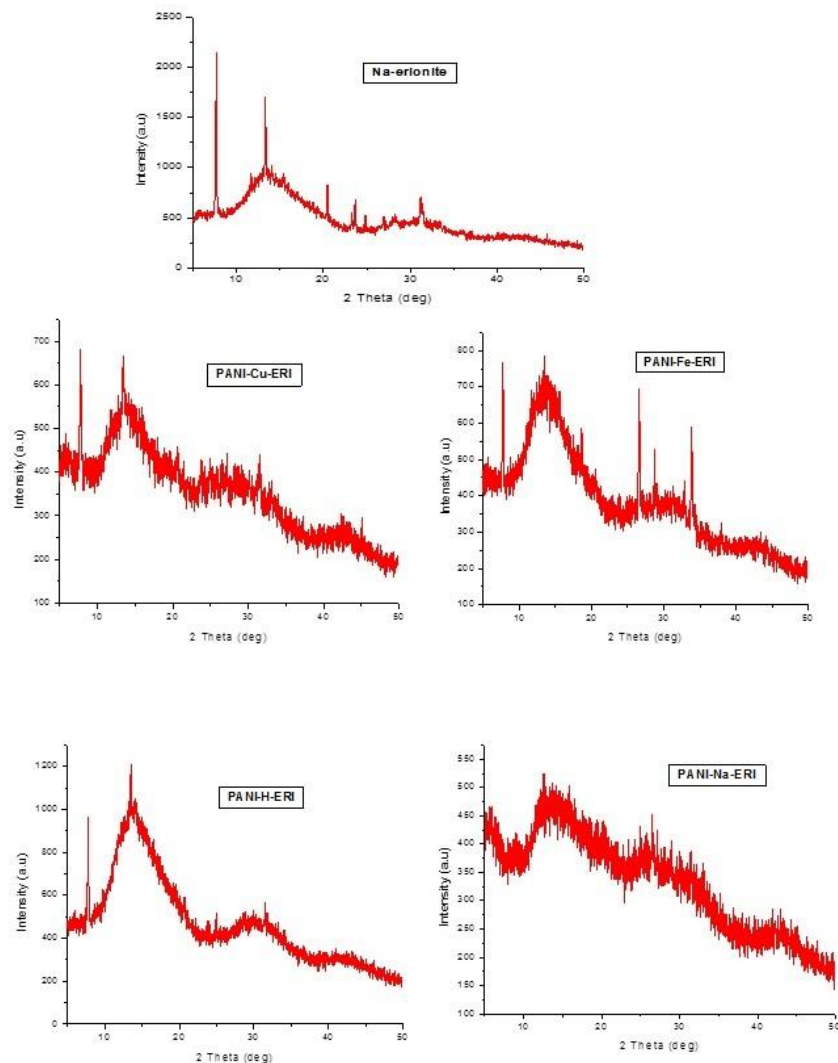 2500
2000
1500
1000
500
0
Intensity (a.u)
Na-erionite
10 20 30 40 50
2 Theta (deg)
700
600
500
400
300
200
100
Intensity (a.u)
PANI-Cu-ERI
10 20 30 40 50
2 Theta (deg)
800
700
600
500
400
300
200
100
Intensity (a.u)
PANI-Fe-ERI
10 20 30 40 50
2 Theta (deg)
1200
1000
800
600
400
200
0
Intensity (a.u)
PANI-H-ERI
10 20 30 40 50
2 Theta (deg)
550
500
450
400
350
300
250
200
150
100
Intensity (a.u)
PANI-Na-ERI
10 20 30 40 50
2 Theta (deg)